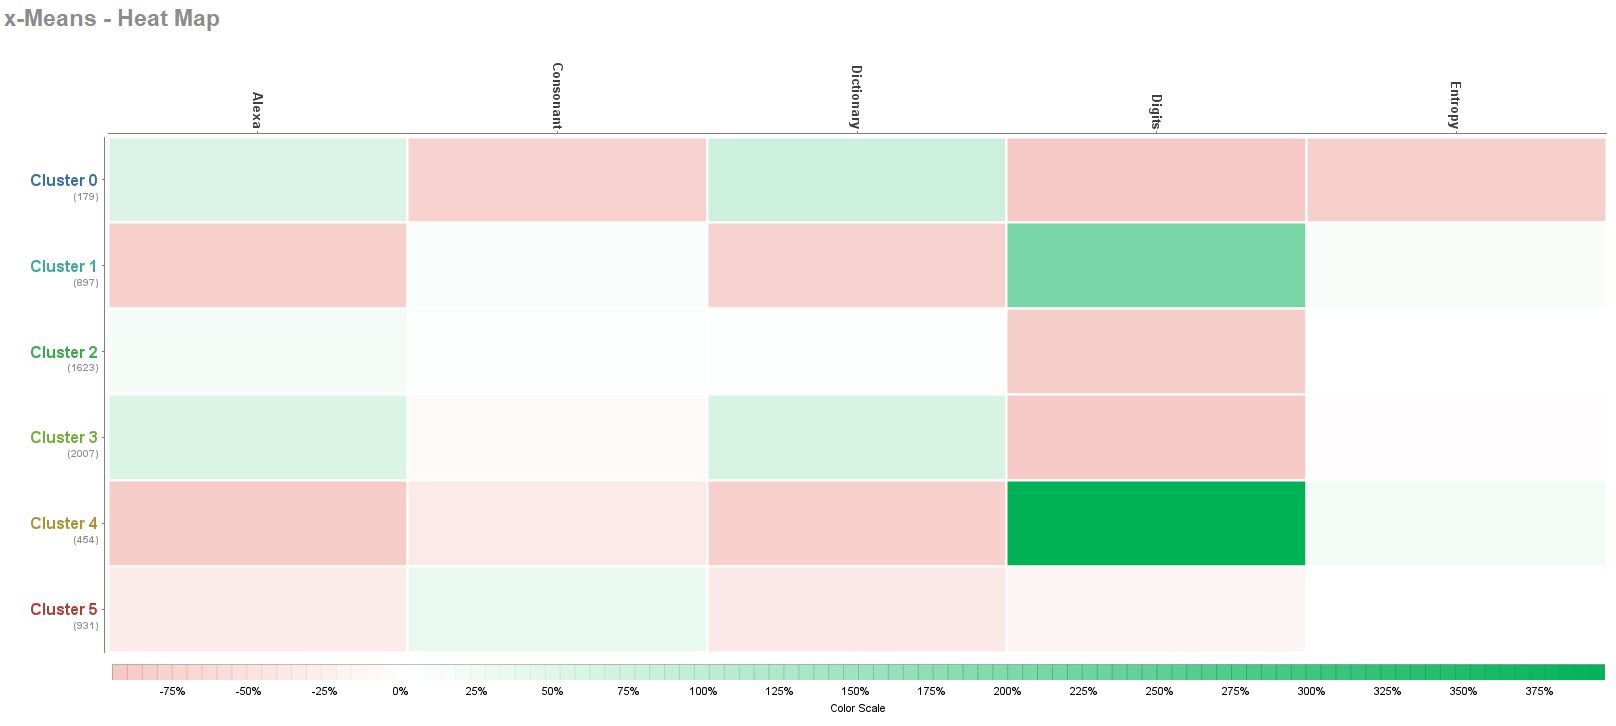 x-Means - Heat Map
Alexa
Consonant
Dictionary
Digits
Entropy
Cluster 0
(179)
Cluster 1
(897)
Cluster 2
(1623)
Cluster 3
(2007)
Cluster 4
(454)
Cluster 5
(931)
-75% -50% -25% 0% 25% 50% 75% 100% 125% 150% 175% 200% 225% 250% 275% 300% 325% 350% 375%
Color Scale